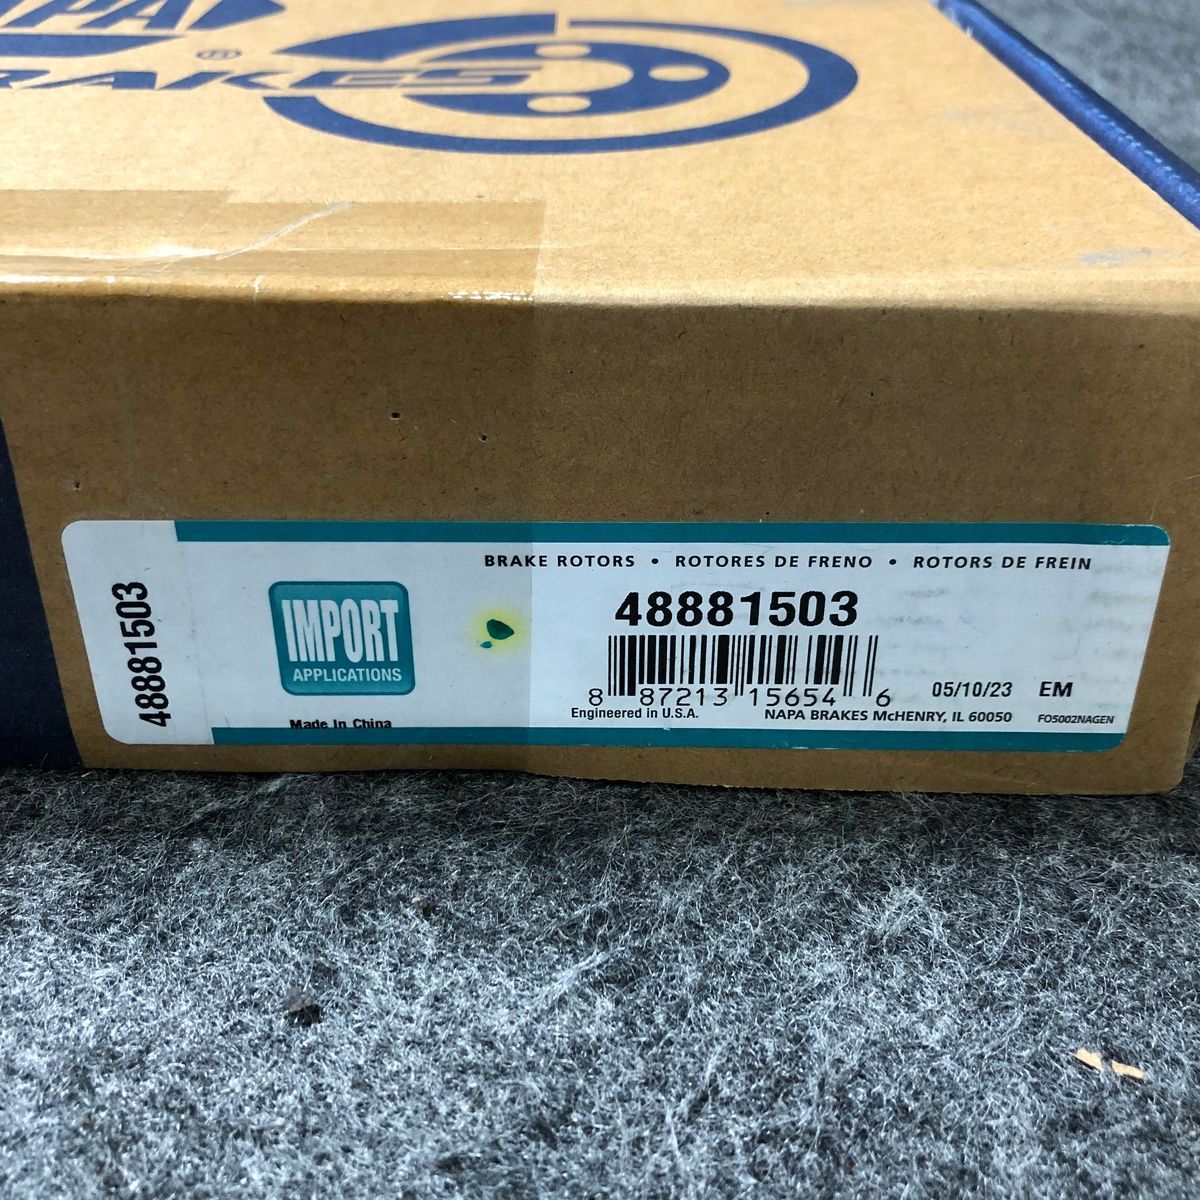 PA
®
BRAKES
BRAKE ROTORS • ROTORES DE FRENO • ROTORS DE FREIN
48881503
48881503
IMPORT
APPLICATIONS
8 87213 15654 6
05/10/23 EM
Made In China
Engineered in U.S.A. NAPA BRAKES McHENRY, IL 60050 FO5002NAGEN